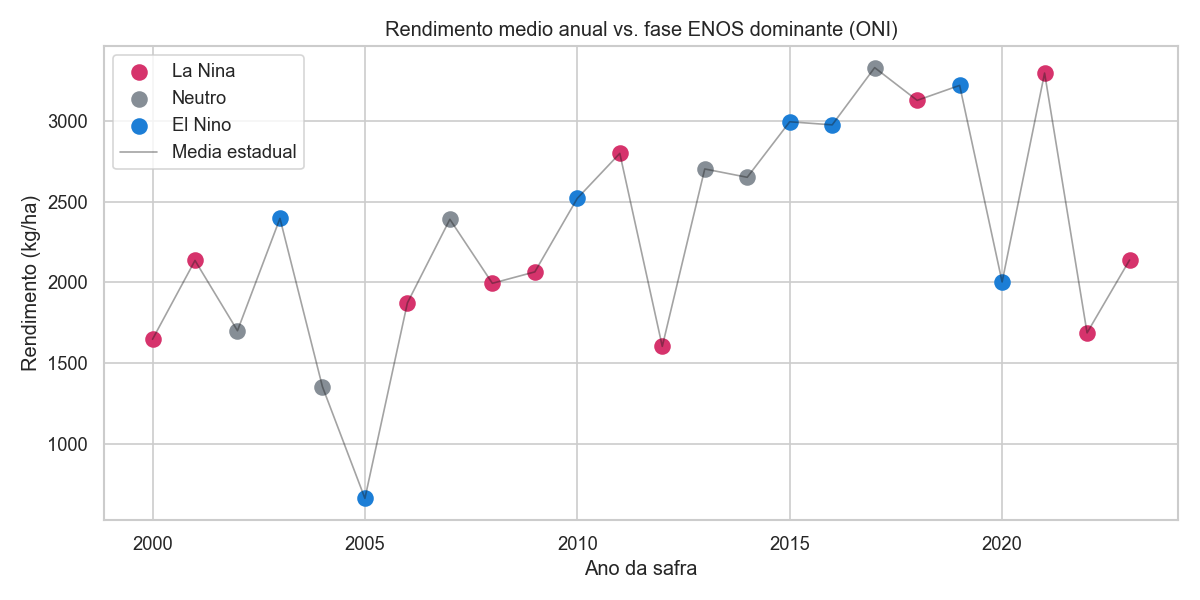 Rendimento medio anual vs. fase ENOS dominante (ONI)
La Nina
Neutro
El Nino
Media estadual
Rendimento (kg/ha)
3000
2500
2000
1500
1000
2000
2005
2010
2015
2020
Ano da safra